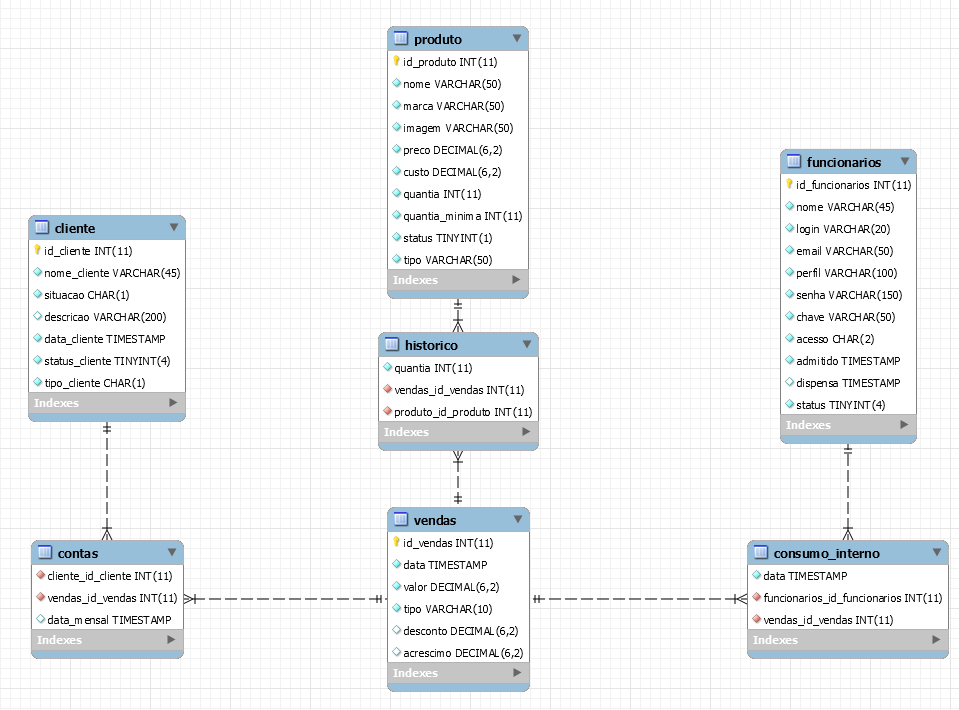 produto
id_produto INT(11)
nome VARCHAR(50)
marca VARCHAR(50)
imagem VARCHAR(50)
preco DECIMAL(6,2)
custo DECIMAL(6,2)
quantia INT(11)
quantia_minima INT(11)
status TINYINT(1)
tipo VARCHAR(50)
Indexes
funcionarios
id_funcionarios INT(11)
nome VARCHAR(45)
login VARCHAR(20)
email VARCHAR(50)
perfil VARCHAR(100)
senha VARCHAR(150)
chave VARCHAR(50)
acesso CHAR(2)
admitido TIMESTAMP
dispensa TIMESTAMP
status TINYINT(4)
Indexes
cliente
id_cliente INT(11)
nome_cliente VARCHAR(45)
situacao CHAR(1)
descricao VARCHAR(200)
data_cliente TIMESTAMP
status_cliente TINYINT(4)
tipo_cliente CHAR(1)
Indexes
historico
quantia INT(11)
vendas_id_vendas INT(11)
produto_id_produto INT(11)
Indexes
contas
cliente_id_cliente INT(11)
vendas_id_vendas INT(11)
data_mensal TIMESTAMP
Indexes
vendas
id_vendas INT(11)
data TIMESTAMP
valor DECIMAL(6,2)
tipo VARCHAR(10)
desconto DECIMAL(6,2)
acrescimo DECIMAL(6,2)
Indexes
consumo_interno
data TIMESTAMP
funcionarios_id_funcionarios INT(11)
vendas_id_vendas INT(11)
Indexes